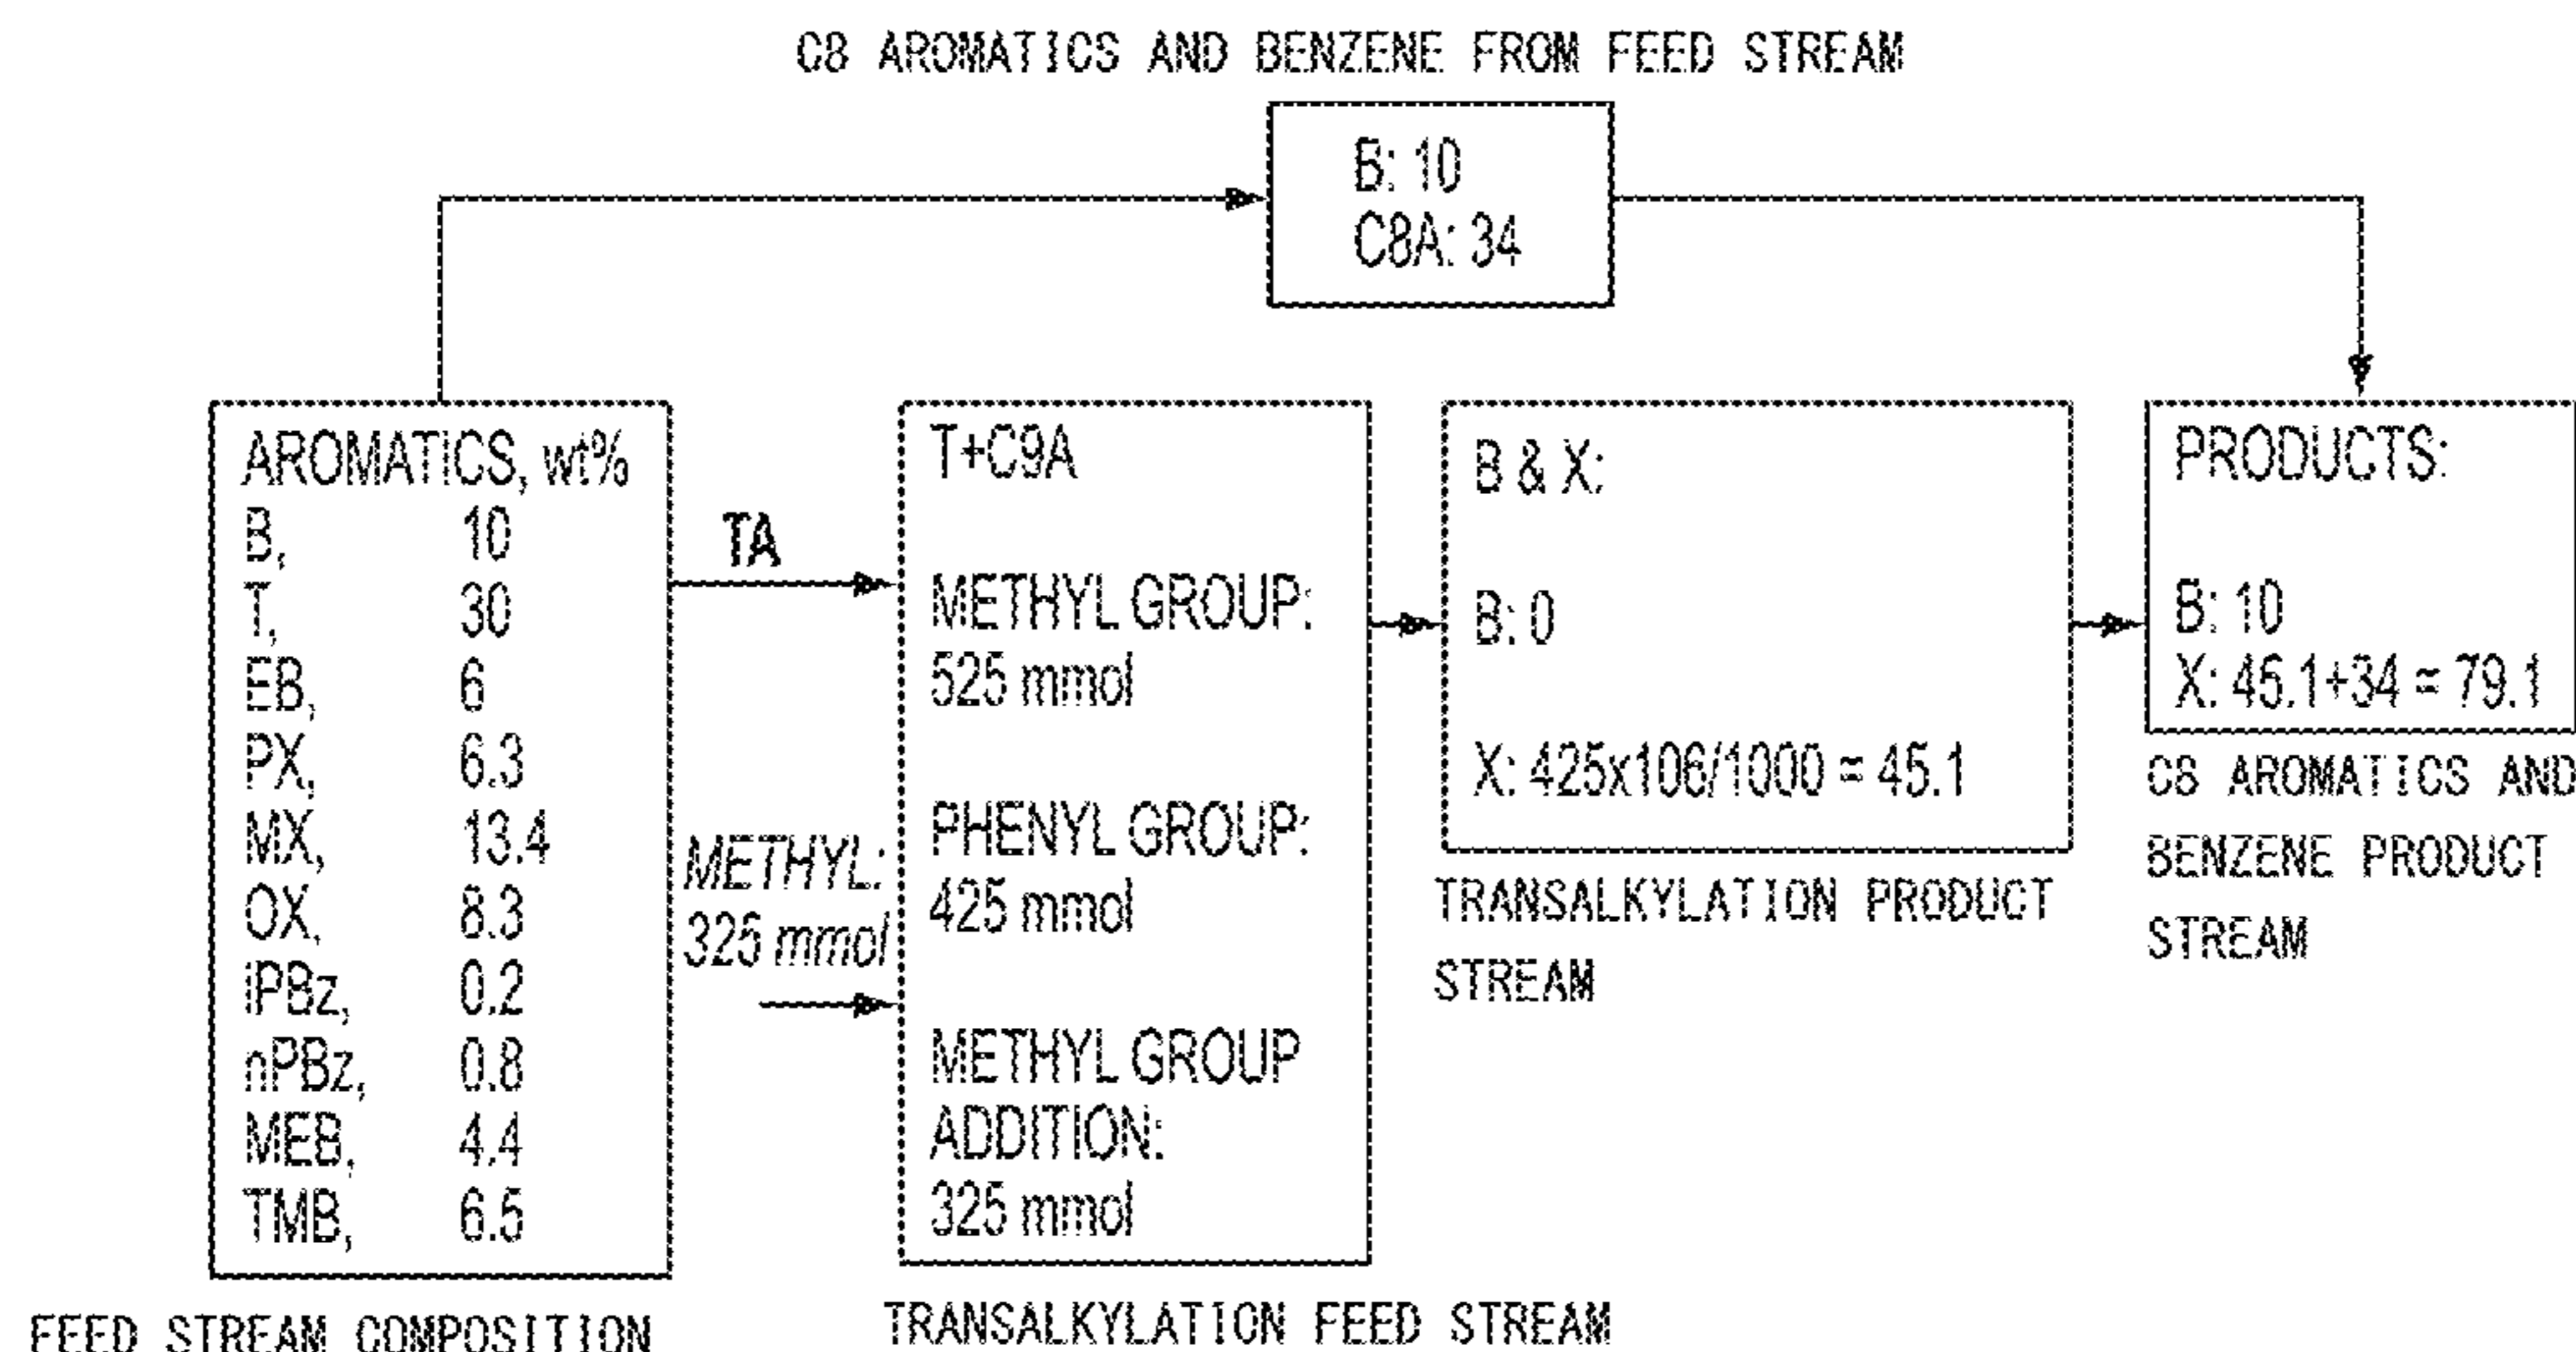 C8 AROMATICS AND BENZENE FROM FEED STREAM
B: 10
C8A: 34
AROMATICS, wt%
B, 10
T, 30
EB, 6
PX, 6.3
MX, 13.4
OX, 8.3
iPBz, 0.2
nPBz, 0.8
MEB, 4.4
TMB, 6.5
FEED STREAM COMPOSITION
TA
METHYL:
325 mmol
T+C9A
METHYL GROUP:
525 mmol
PHENYL GROUP:
425 mmol
METHYL GROUP
ADDITION:
325 mmol
TRANSALKYLATION FEED STREAM
B & X:
B: 0
X: 425x106/1000 = 45.1
TRANSALKYLATION PRODUCT
STREAM
PRODUCTS:
B: 10
X: 45.1+34 = 79.1
C8 AROMATICS AND
BENZENE PRODUCT
STREAM